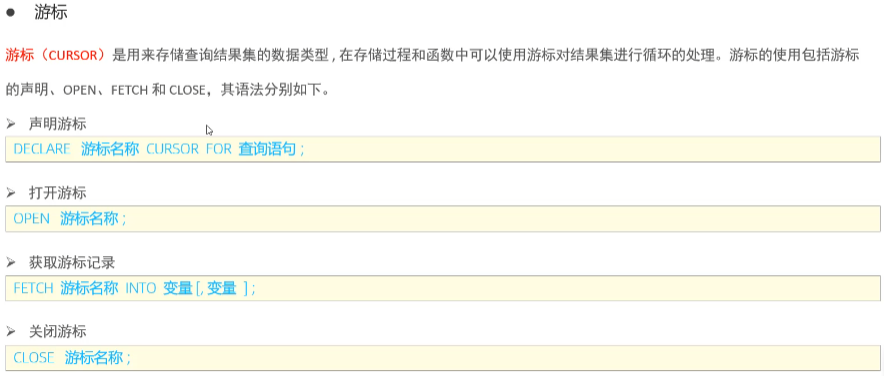 ● 游标
游标（CURSOR）是用来存储查询结果集的数据类型 , 在存储过程和函数中可以使用游标对结果集进行循环的处理。游标的使用包括游标
的声明、OPEN、FETCH 和 CLOSE，其语法分别如下。
➢ 声明游标
DECLARE 游标名称 CURSOR FOR 查询语句 ;
➢ 打开游标
OPEN 游标名称 ;
➢ 获取游标记录
FETCH 游标名称 INTO 变量 [, 变量 ] ;
➢ 关闭游标
CLOSE 游标名称 ;